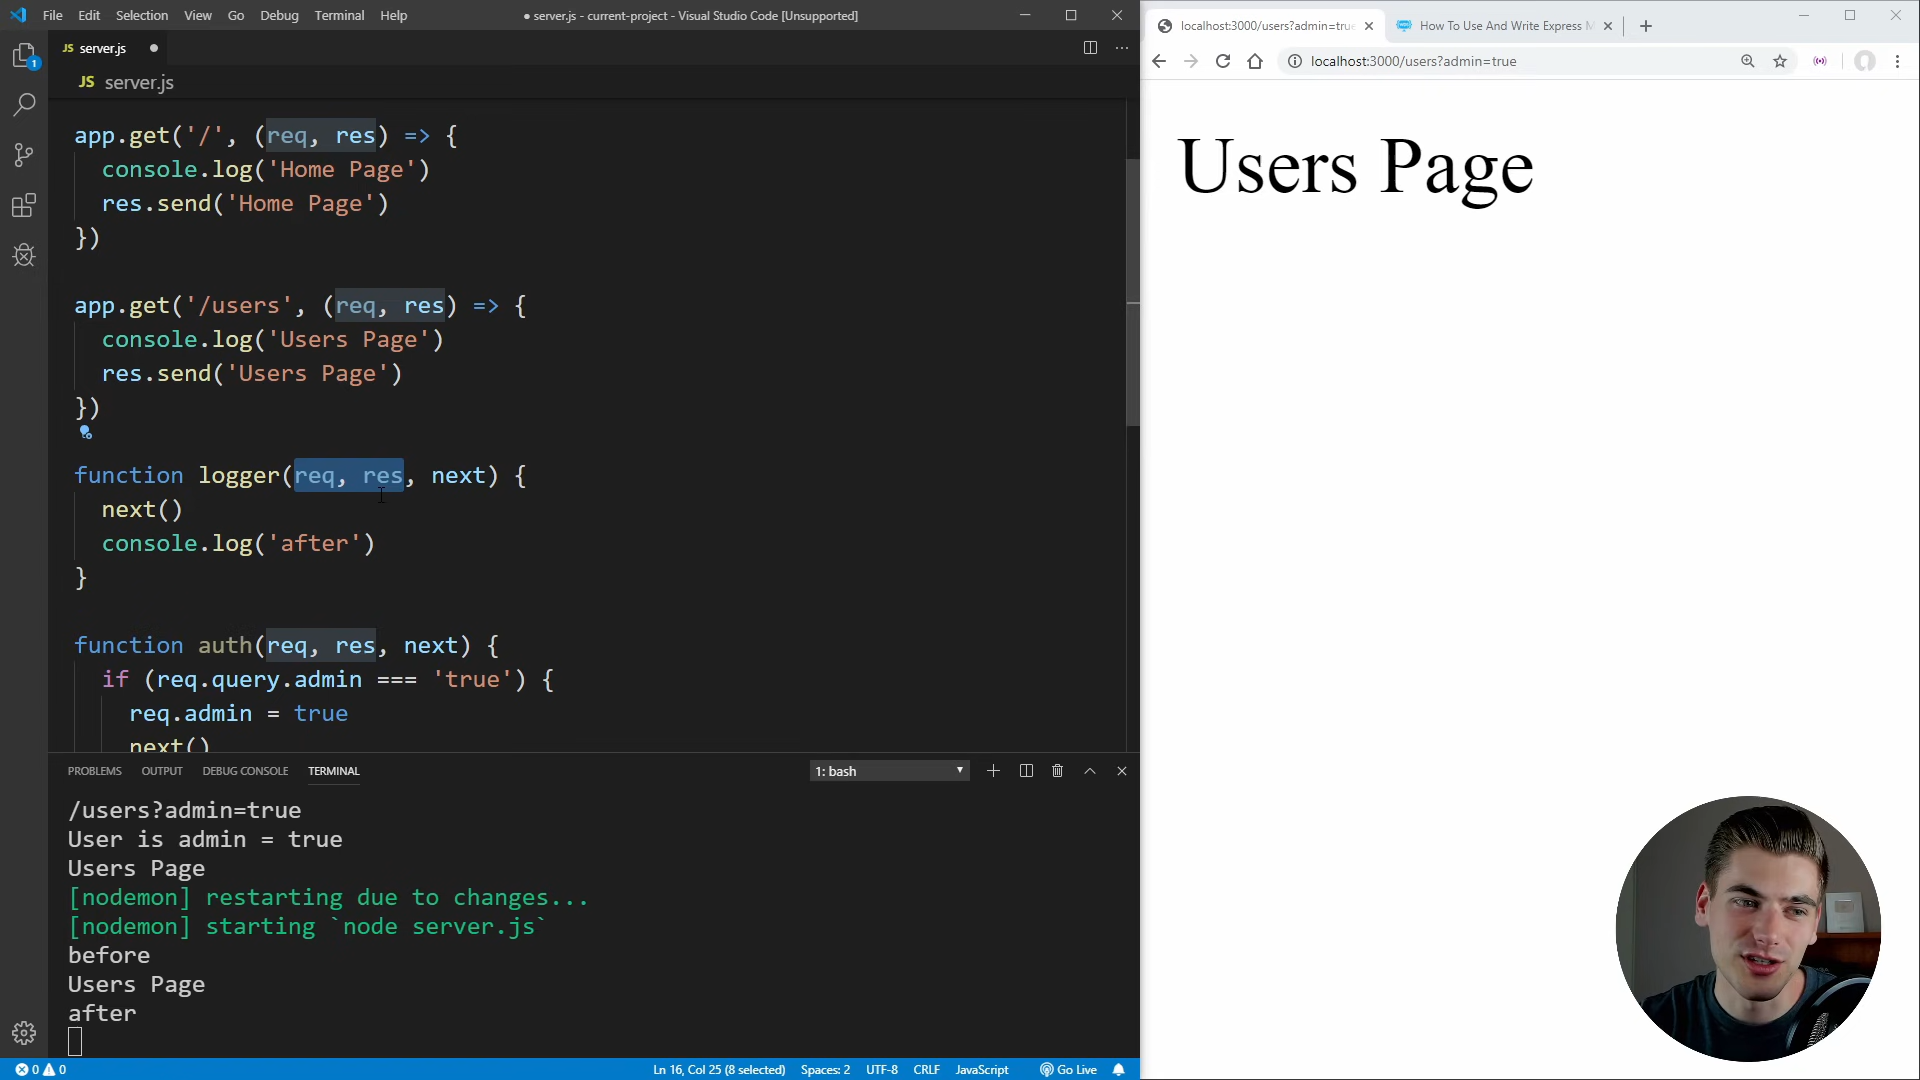 File Edit Selection View Go Debug Terminal Help
● server.js - current-project - Visual Studio Code [Unsupported]
JS server.js ●
JS server.js
app.get('/', (req, res) => {
console.log('Home Page')
res.send('Home Page')
})
app.get('/users', (req, res) => {
console.log('Users Page')
res.send('Users Page')
})
function logger(req, res, next) {
next()
console.log('after')
}
function auth(req, res, next) {
if (req.query.admin === 'true') {
req.admin = true
next()
PROBLEMS OUTPUT DEBUG CONSOLE TERMINAL
1: bash
/users?admin=true
User is admin = true
Users Page
[nodemon] restarting due to changes...
[nodemon] starting `node server.js`
before
Users Page
after
0 0
Ln 16, Col 25 (8 selected) Spaces: 2 UTF-8 CRLF JavaScript Go Live
1
localhost:3000/users?admin=true
How To Use And Write Express M
localhost:3000/users?admin=true
Users Page